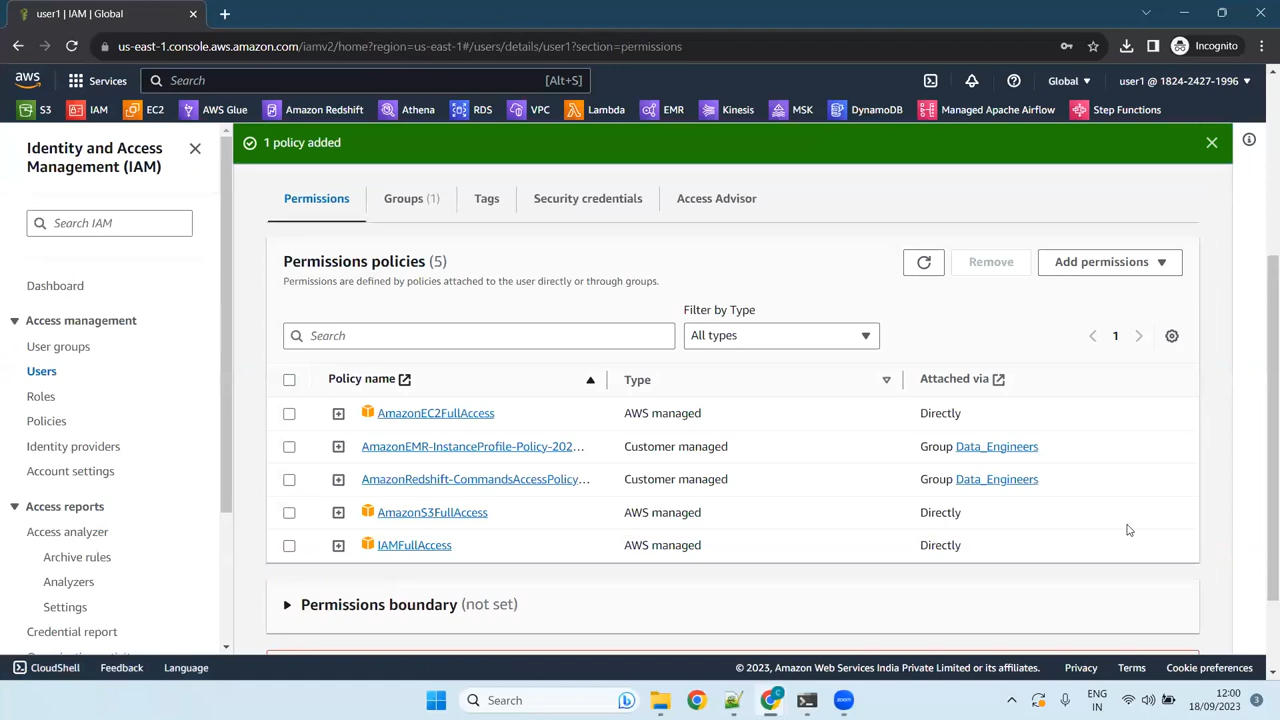 user1 | IAM | Global
us-east-1.console.aws.amazon.com/iamv2/home?region=us-east-1#/users/details/user1?section=permissions
Incognito
aws
Services
Search
[Alt+S]
Global
user1 @ 1824-2427-1996
S3
IAM
EC2
AWS Glue
Amazon Redshift
Athena
RDS
VPC
Lambda
EMR
Kinesis
MSK
DynamoDB
Managed Apache Airflow
Step Functions
Identity and Access
Management (IAM)
Search IAM
Dashboard
Access management
User groups
Users
Roles
Policies
Identity providers
Account settings
Access reports
Access analyzer
Archive rules
Analyzers
Settings
Credential report
1 policy added
Permissions
Groups (1)
Tags
Security credentials
Access Advisor
Permissions policies (5)
Permissions are defined by policies attached to the user directly or through groups.
Remove
Add permissions
Filter by Type
Search
All types
1
Policy name
Type
Attached via
AmazonEC2FullAccess
AWS managed
Directly
AmazonEMR-InstanceProfile-Policy-202...
Customer managed
Group Data_Engineers
AmazonRedshift-CommandsAccessPolicy...
Customer managed
Group Data_Engineers
AmazonS3FullAccess
AWS managed
Directly
IAMFullAccess
AWS managed
Directly
Permissions boundary (not set)
CloudShell
Feedback
Language
© 2023, Amazon Web Services India Private Limited or its affiliates.
Privacy
Terms
Cookie preferences
Search
ENG
IN
12:00
18/09/2023
3